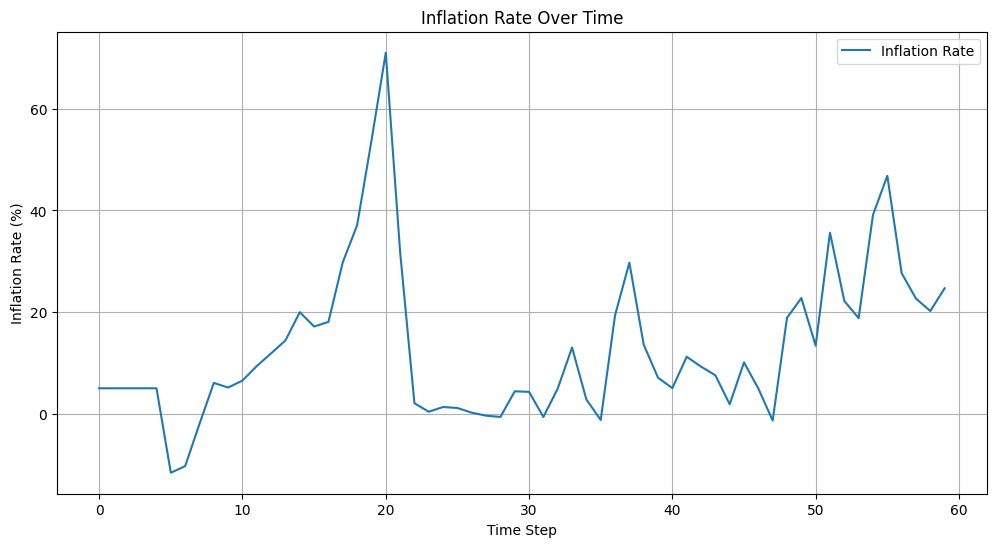 Inflation Rate Over Time
Inflation Rate
Inflation Rate (%)
60
40
20
0
0 10 20 30 40 50 60
Time Step